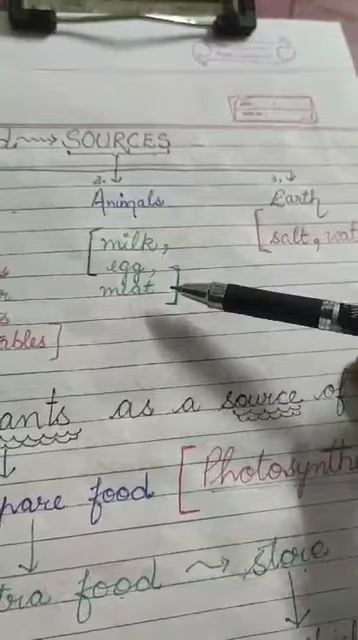 SOURCES
2. 3.
Animals Earth
[milk, [salt, wat
egg,
meat]
ables]
ants as a source of
pare food [Photosynthe
tra food store